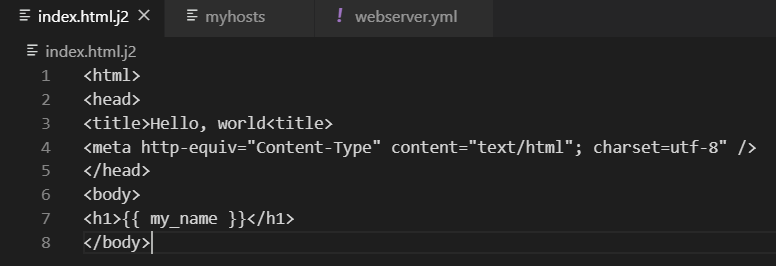 index.html.j2 × myhosts ! webserver.yml
index.html.j2
1 <html>
2 <head>
3 <title>Hello, world<title>
4 <meta http-equiv="Content-Type" content="text/html"; charset=utf-8" />
5 </head>
6 <body>
7 <h1>{{ my_name }}</h1>
8 </body>